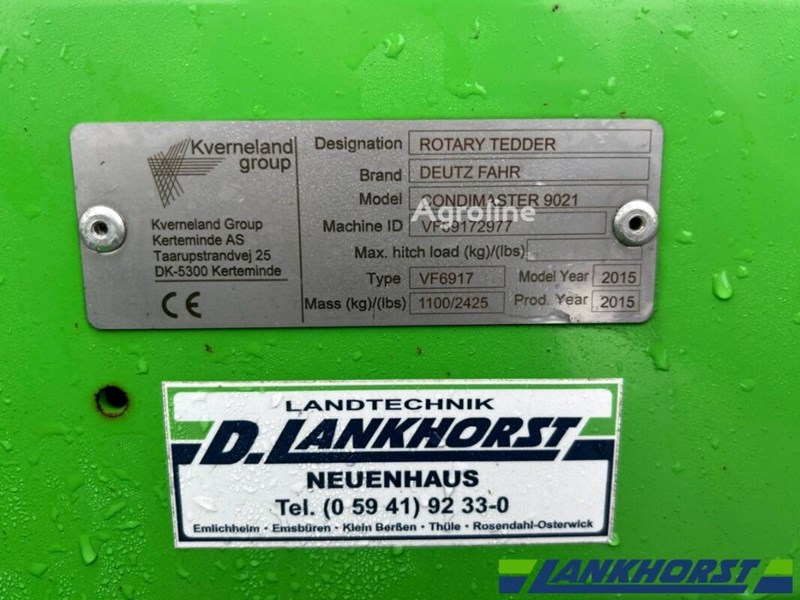 Kverneland
group
Kverneland Group
Kerteminde AS
Taarupstrandvej 25
DK-5300 Kerteminde
CE
Designation ROTARY TEDDER
Brand DEUTZ FAHR
Model CONDIMASTER 9021
Machine ID VF69172977
Max. hitch load (kg)/(lbs)
Type VF6917 Model Year 2015
Mass (kg)/(lbs) 1100/2425 Prod. Year 2015
Agroline
LANDTECHNIK
D.LANKHORST
NEUENHAUS
Tel. (0 59 41) 92 33-0
Emlichheim · Emsbüren · Klein Berßen · Thüle · Rosendahl-Osterwick
LANKHORST